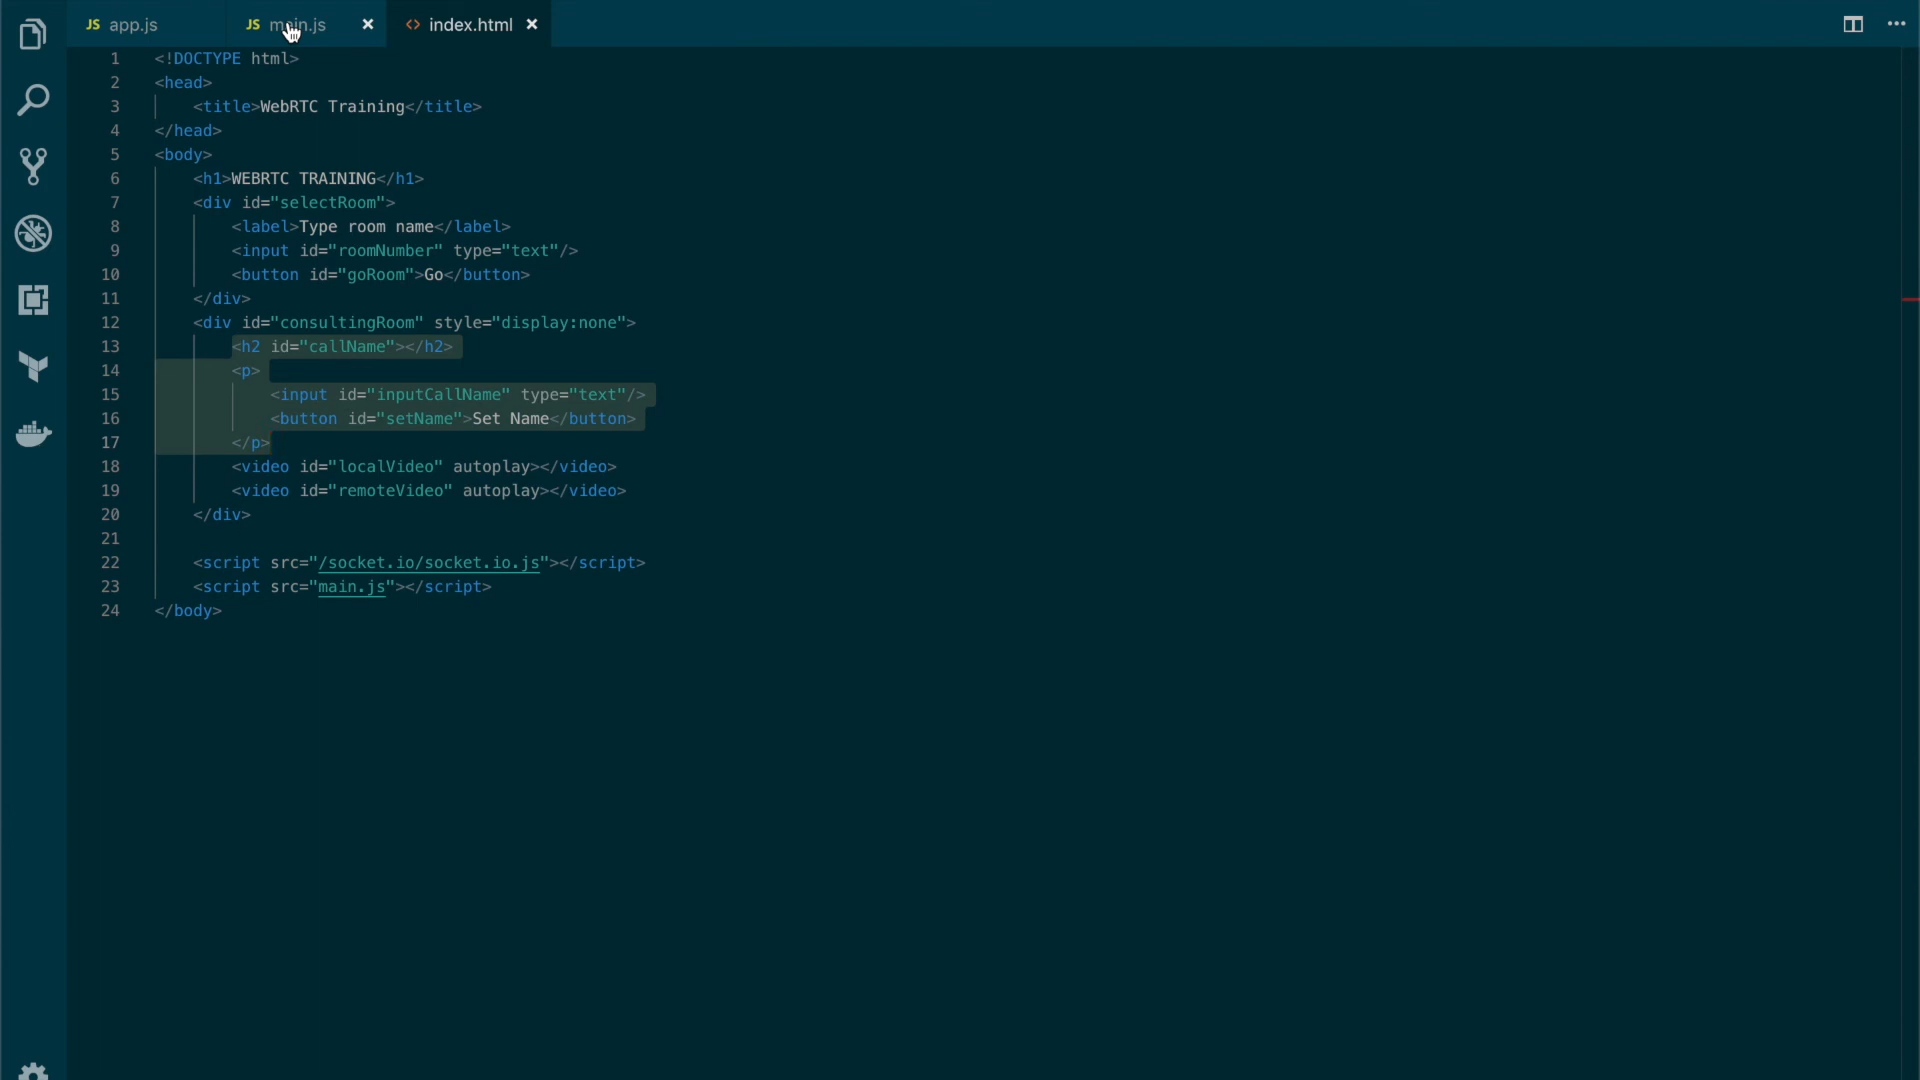 JS app.js
JS main.js
<> index.html
1 <!DOCTYPE html>
2 <head>
3 <title>WebRTC Training</title>
4 </head>
5 <body>
6 <h1>WEBRTC TRAINING</h1>
7 <div id="selectRoom">
8 <label>Type room name</label>
9 <input id="roomNumber" type="text"/>
10 <button id="goRoom">Go</button>
11 </div>
12 <div id="consultingRoom" style="display:none">
13 <h2 id="callName"></h2>
14 <p>
15 <input id="inputCallName" type="text"/>
16 <button id="setName">Set Name</button>
17 </p>
18 <video id="localVideo" autoplay></video>
19 <video id="remoteVideo" autoplay></video>
20 </div>
21
22 <script src="/socket.io/socket.io.js"></script>
23 <script src="main.js"></script>
24 </body>